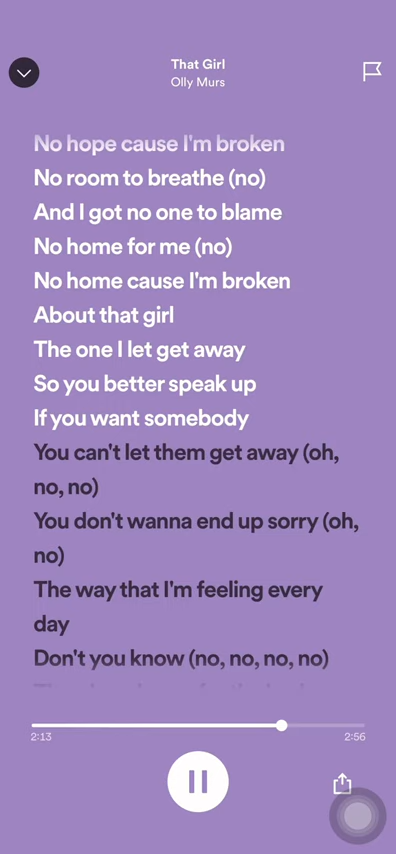 That Girl
Olly Murs
No hope cause I'm broken
No room to breathe (no)
And I got no one to blame
No home for me (no)
No home cause I'm broken
About that girl
The one I let get away
So you better speak up
If you want somebody
You can't let them get away (oh,
no, no)
You don't wanna end up sorry (oh,
no)
The way that I'm feeling every
day
Don't you know (no, no, no, no)
2:13
2:56